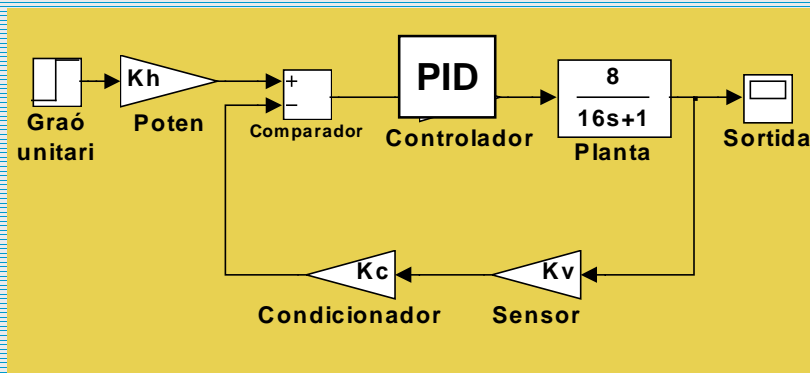 Graó
unitari
Kh
Poten
+
−
Comparador
PID
Controlador
8
16s+1
Planta
Sortida
Kc
Condicionador
Kv
Sensor